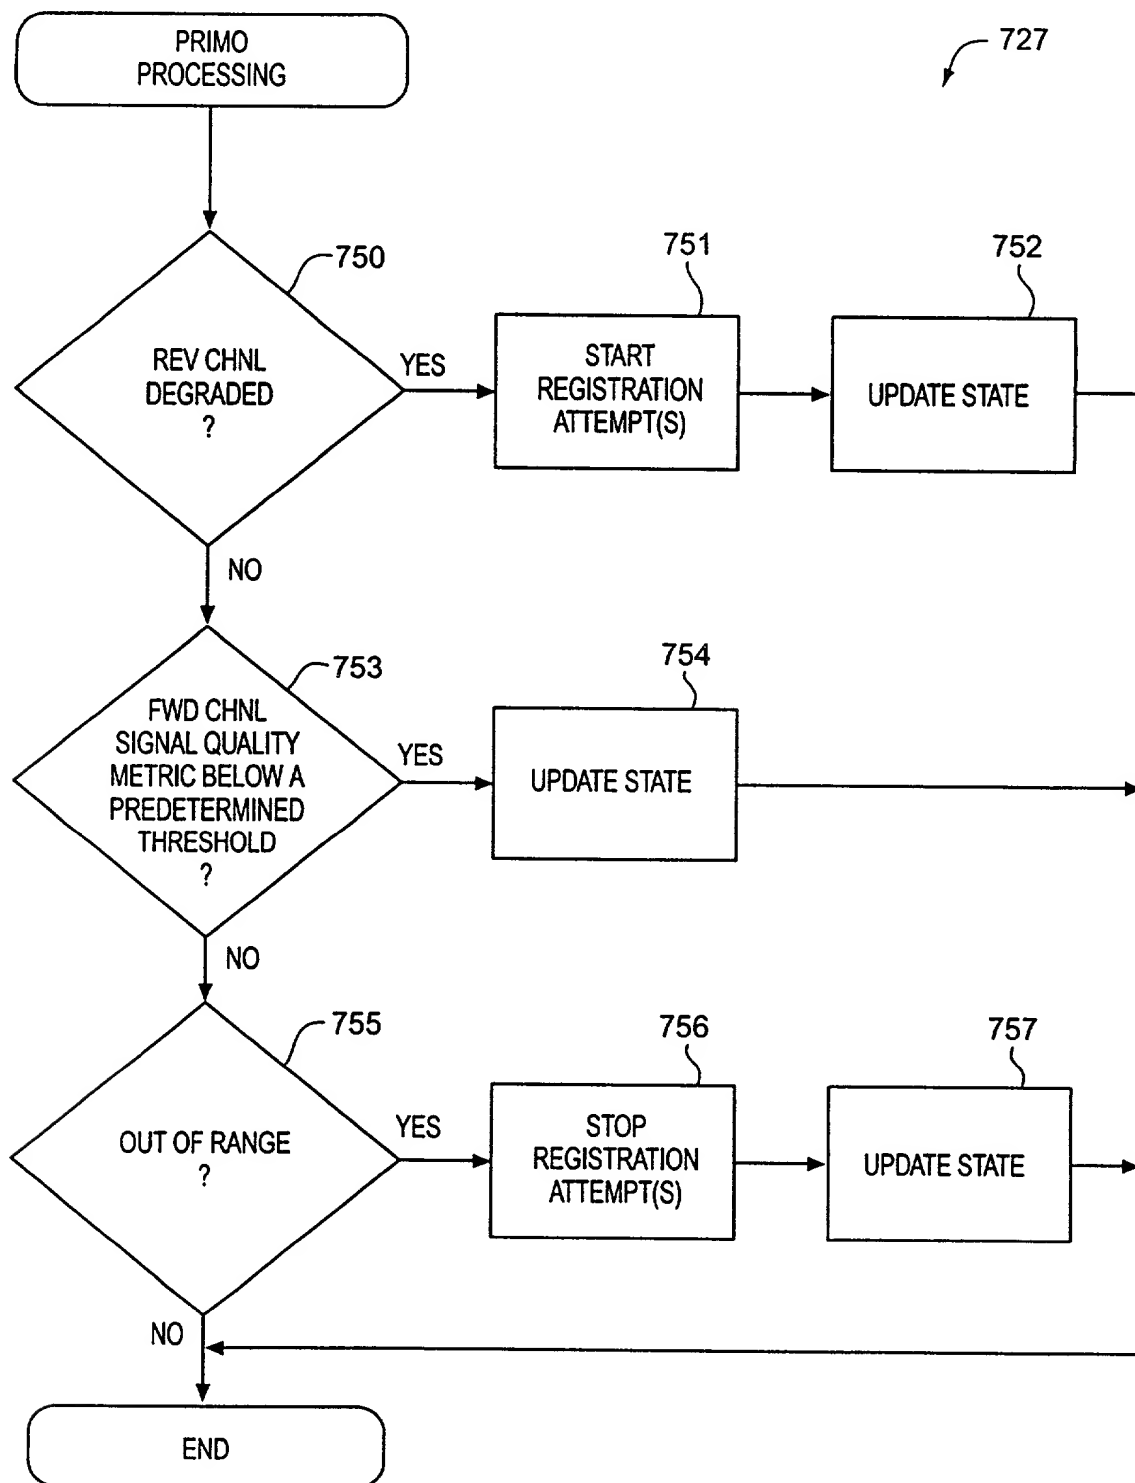 PRIMO
PROCESSING
727
750
REV CHNL
DEGRADED
?
YES
751
START
REGISTRATION
ATTEMPT(S)
752
UPDATE STATE
NO
753
FWD CHNL
SIGNAL QUALITY
METRIC BELOW A
PREDETERMINED
THRESHOLD
?
YES
754
UPDATE STATE
NO
755
OUT OF RANGE
?
YES
756
STOP
REGISTRATION
ATTEMPT(S)
757
UPDATE STATE
NO
END